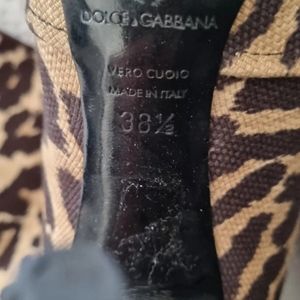 DOLCE & GABBANA
VERO CUOIO
MADE IN ITALY
38½